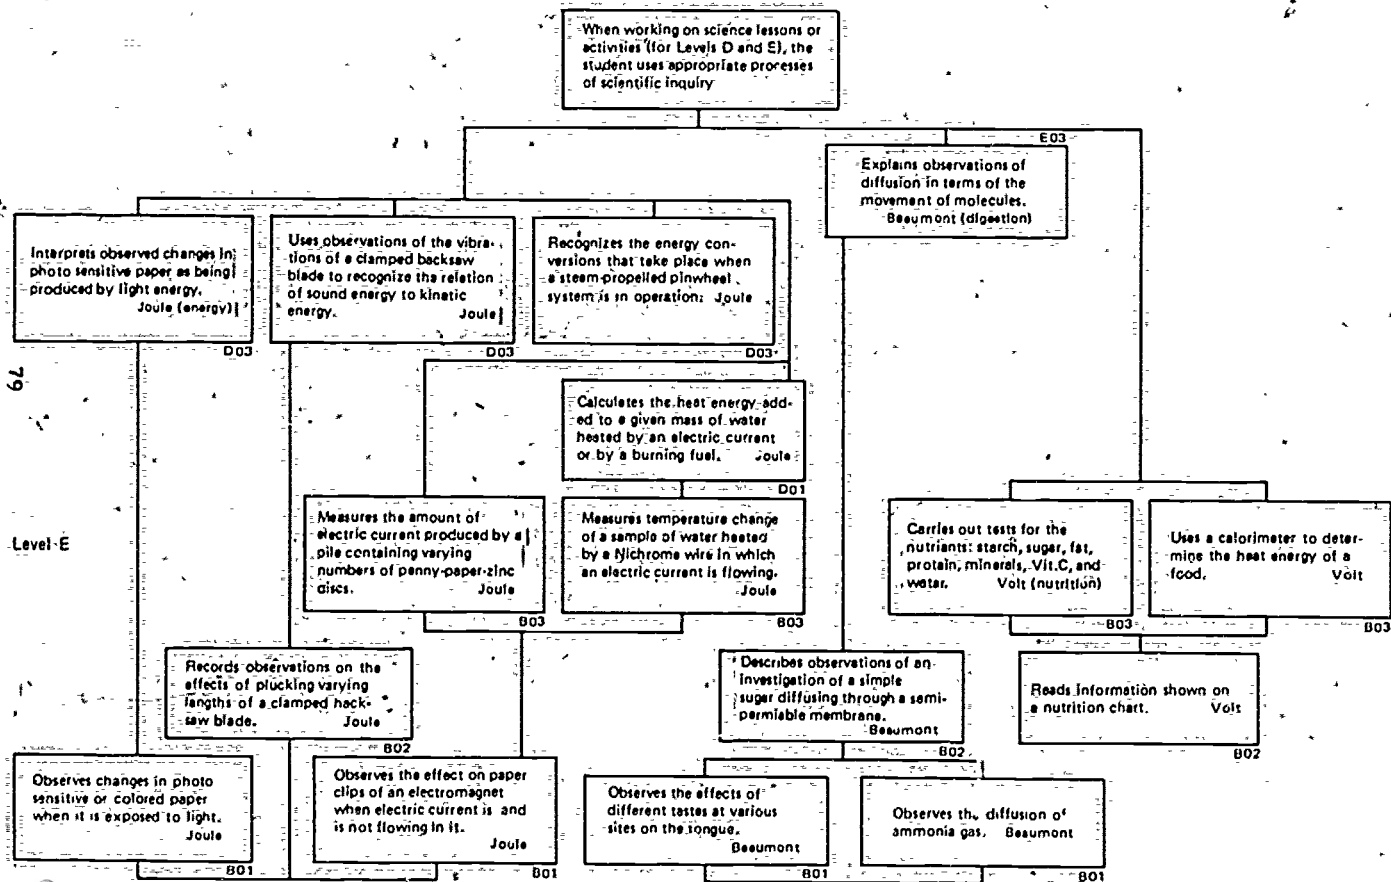 When working on science lessons or
activities (for Levels D and E), the
student uses appropriate processes
of scientific inquiry
E03
Explains observations of
diffusion in terms of the
movement of molecules.
Beaumont (digestion)
Interprets observed changes in
photo sensitive paper as being
produced by light energy.
Joule (energy)
D03
Uses observations of the vibra-
tions of a clamped backsaw
blade to recognize the relation
of sound energy to kinetic
energy. Joule
D03
Recognizes the energy con-
versions that take place when
a steam-propelled pinwheel
system is in operation. Joule
D03
79
Calculates the heat energy add-
ed to a given mass of water
heated by an electric current
or by a burning fuel. Joule
D01
Level E
Measures the amount of
electric current produced by a
pile containing varying
numbers of penny-paper-zinc
discs. Joule
B03
Measures temperature change
of a sample of water heated
by a Nichrome wire in which
an electric current is flowing.
Joule
B03
Carries out tests for the
nutrients: starch, sugar, fat,
protein, minerals, Vit.C, and
water. Volt (nutrition)
B03
Uses a calorimeter to deter-
mine the heat energy of a
food. Volt
B03
Records observations on the
effects of plucking varying
lengths of a clamped hack-
saw blade. Joule
B02
Describes observations of an
investigation of a simple
sugar diffusing through a semi-
permiable membrane.
Beaumont
B02
Reads information shown on
a nutrition chart. Volt
B02
Observes changes in photo
sensitive or colored paper
when it is exposed to light.
Joule
B01
Observes the effect on paper
clips of an electromagnet
when electric current is and
is not flowing in it.
Joule
B01
Observes the effects of
different tastes at various
sites on the tongue.
Beaumont
B01
Observes the diffusion of
ammonia gas. Beaumont
B01